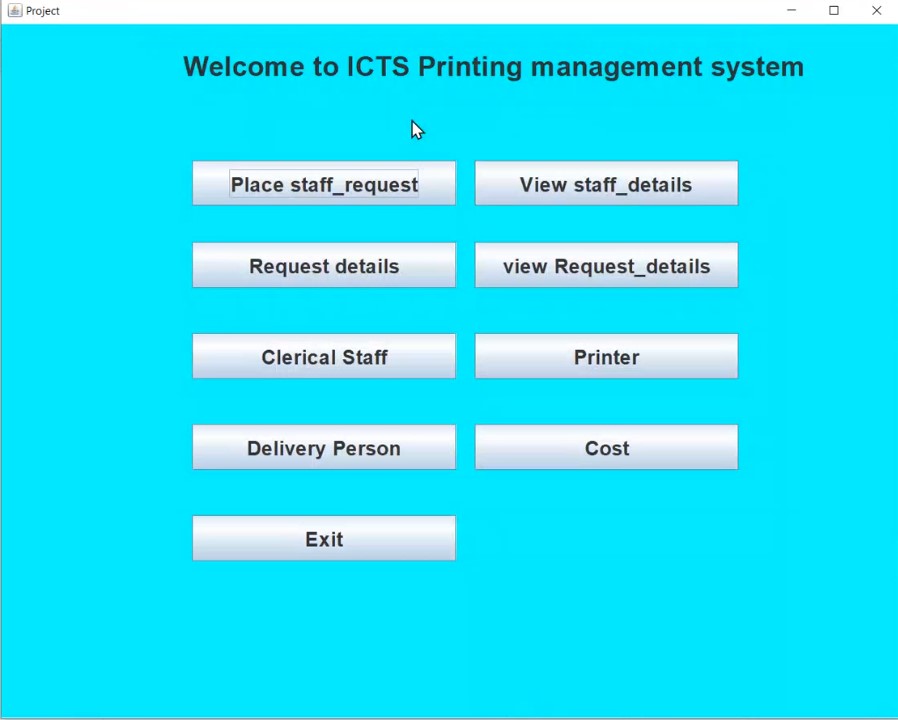 Project
Welcome to ICTS Printing management system
Place staff_request
View staff_details
Request details
view Request_details
Clerical Staff
Printer
Delivery Person
Cost
Exit